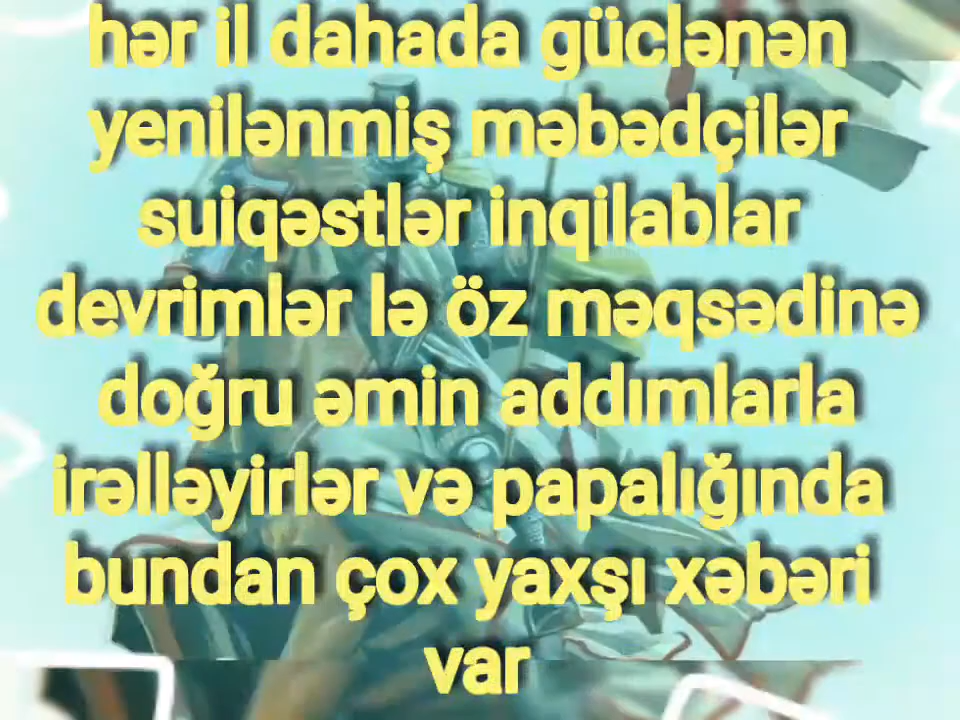 hər il dahada güclənən
yenilənmiş məbədçilər
suiqəstlər inqilablar
devrimlər lə öz məqsədinə
doğru əmin addımlarla
irəlləyirlər və papalığında
bundan çox yaxşı xəbəri
var